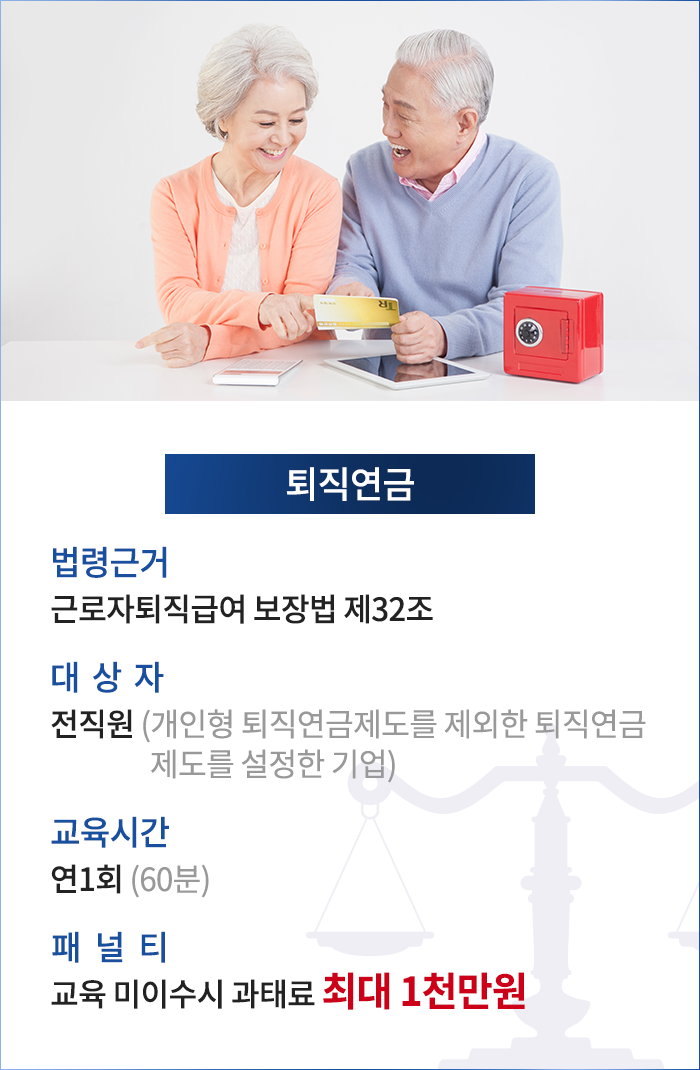 퇴직연금
법령근거
근로자퇴직급여 보장법 제32조
대 상 자
전직원 (개인형 퇴직연금제도를 제외한 퇴직연금
제도를 설정한 기업)
교육시간
연1회 (60분)
패 널 티
교육 미이수시 과태료 최대 1천만원